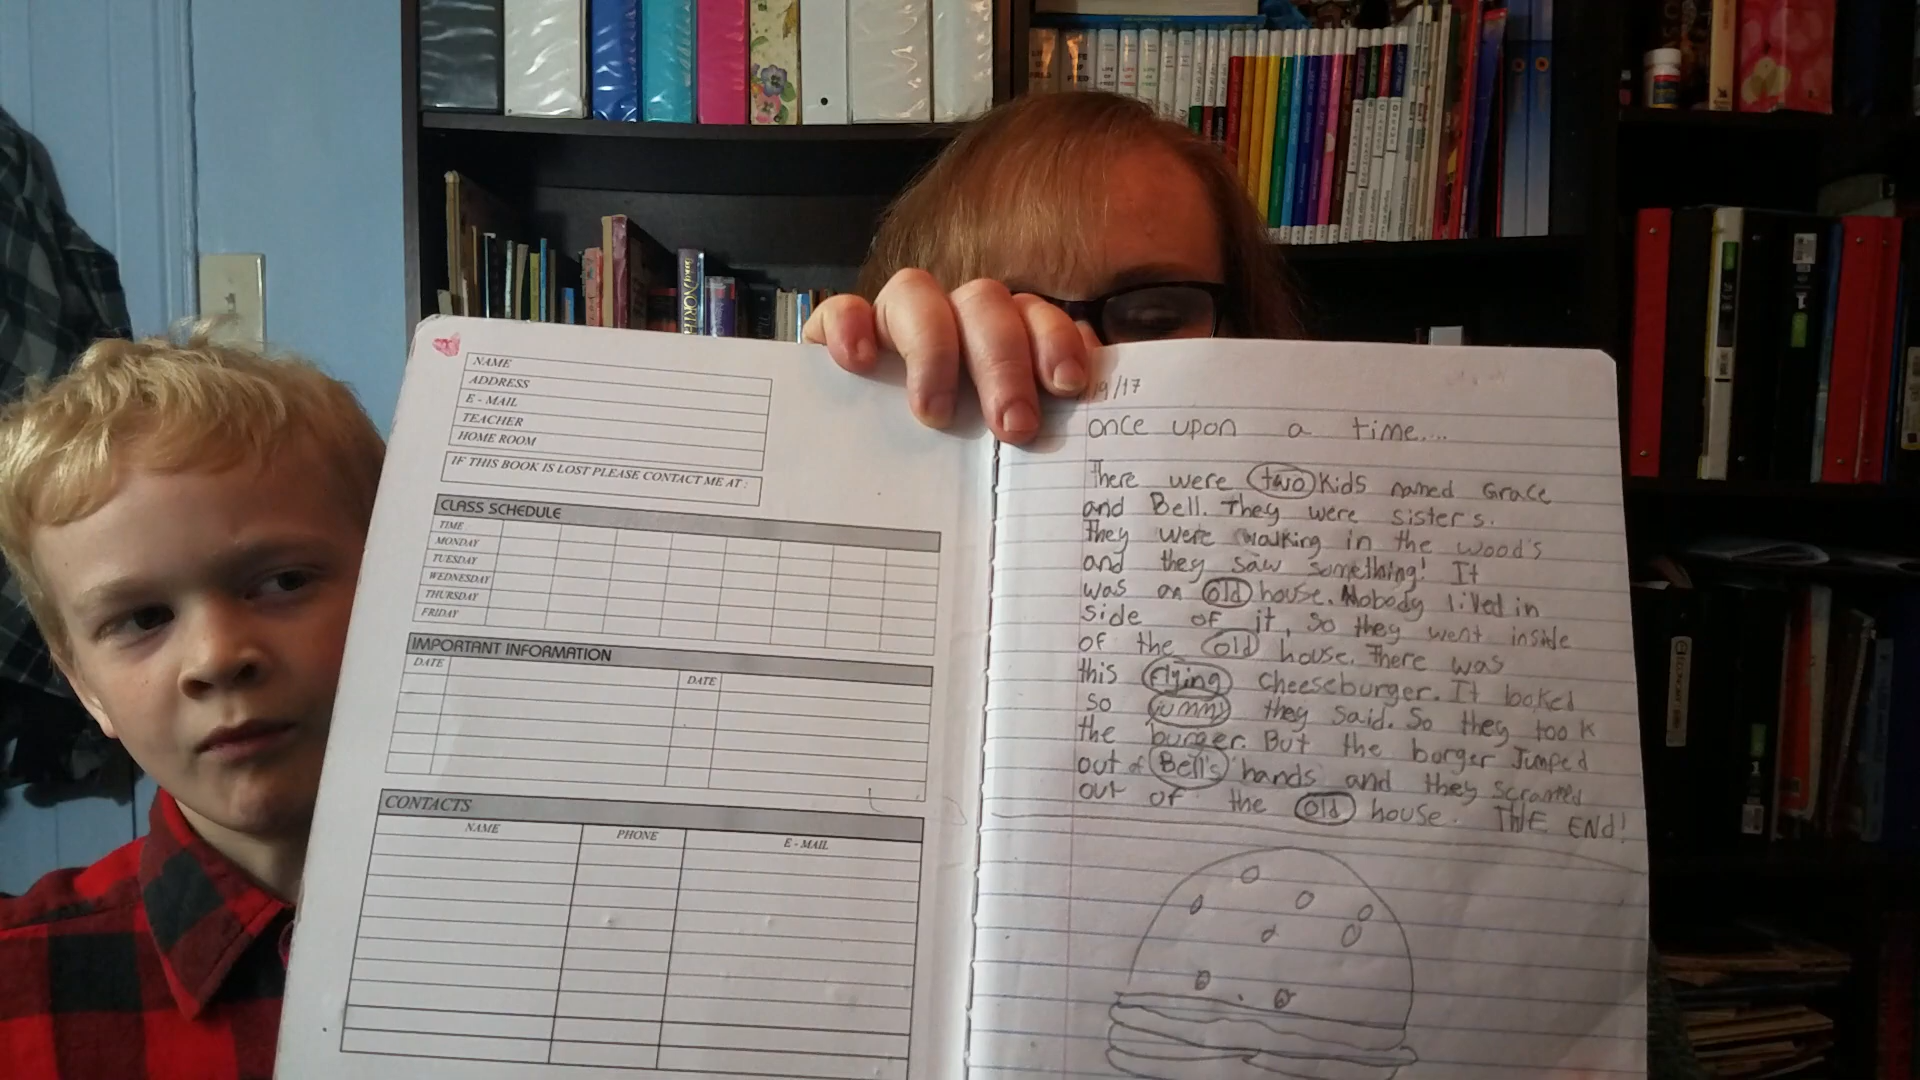 NAME
ADDRESS
E - MAIL
TEACHER
HOME ROOM
IF THIS BOOK IS LOST PLEASE CONTACT ME AT :
CLASS SCHEDULE
TIME
MONDAY
TUESDAY
WEDNESDAY
THURSDAY
FRIDAY
IMPORTANT INFORMATION
DATE DATE
CONTACTS
NAME PHONE E - MAIL
/9/17
once upon a time....
There were two Kids named Grace
and Bell. They were sister's.
They were walking in the wood's
and they saw something! It
was an old house. Nobody lived in
side of it, so they went inside
of the old house. There was
this flying cheeseburger. It looked
so yummy they said. So they took
the burger. But the borger Jumped
out of Bell's hands and they scramed
out of the old house. THE ENd!